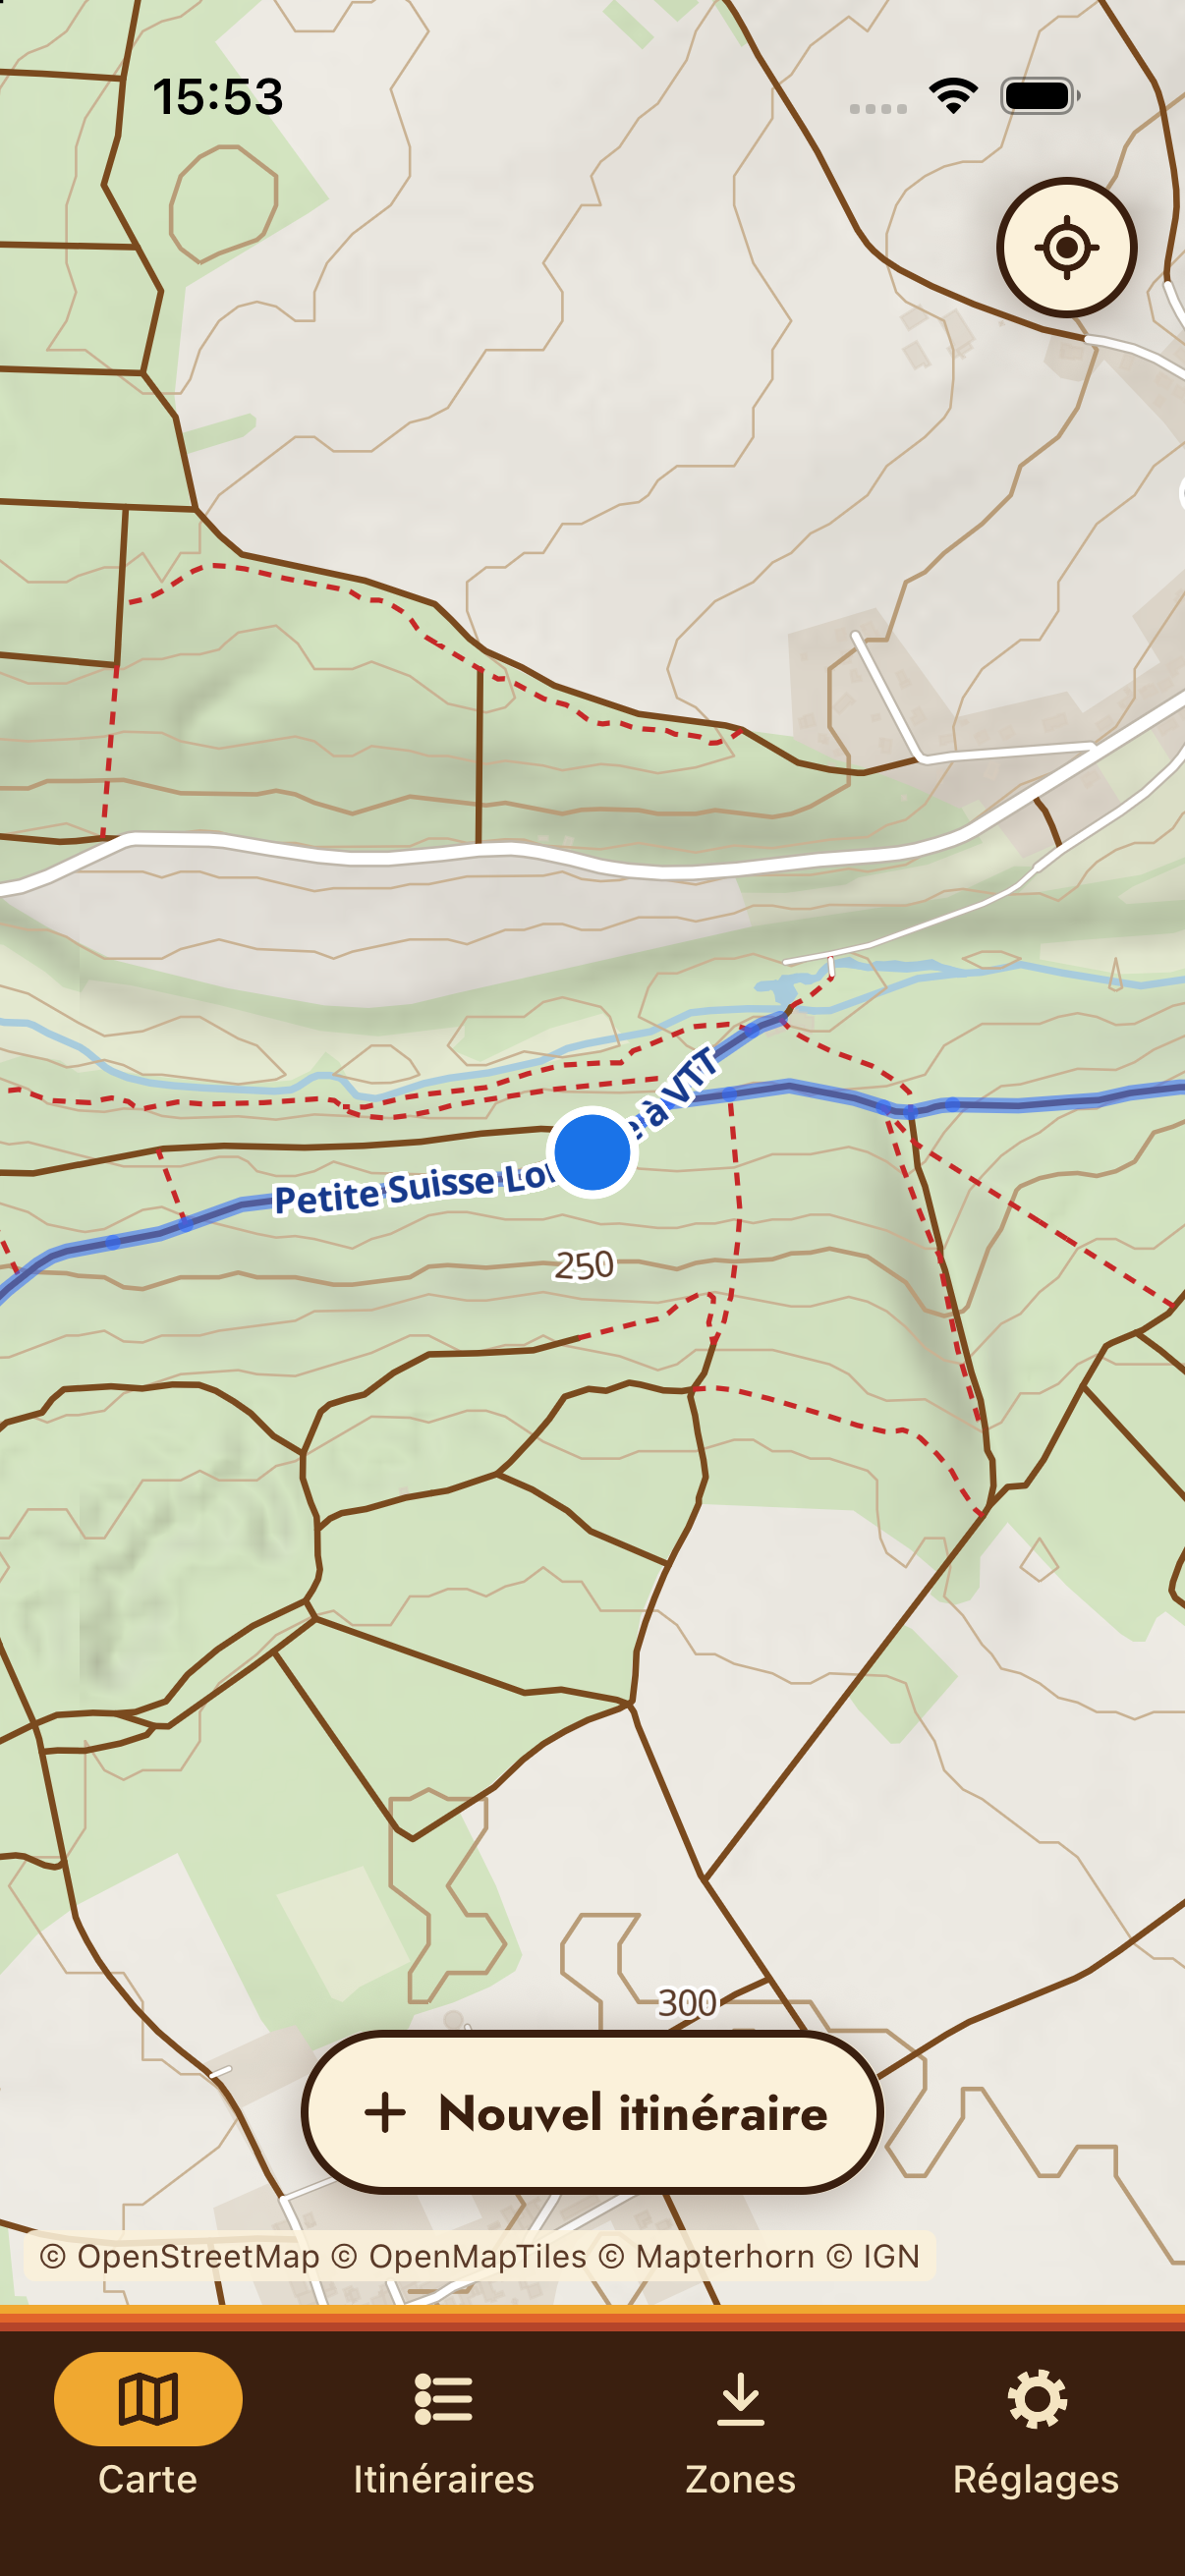 15:53
à VTT
Petite Suisse Lo
250
300
+ Nouvel itinéraire
© OpenStreetMap © OpenMapTiles © Mapterhorn © IGN
Carte
Itinéraires
Zones
Réglages